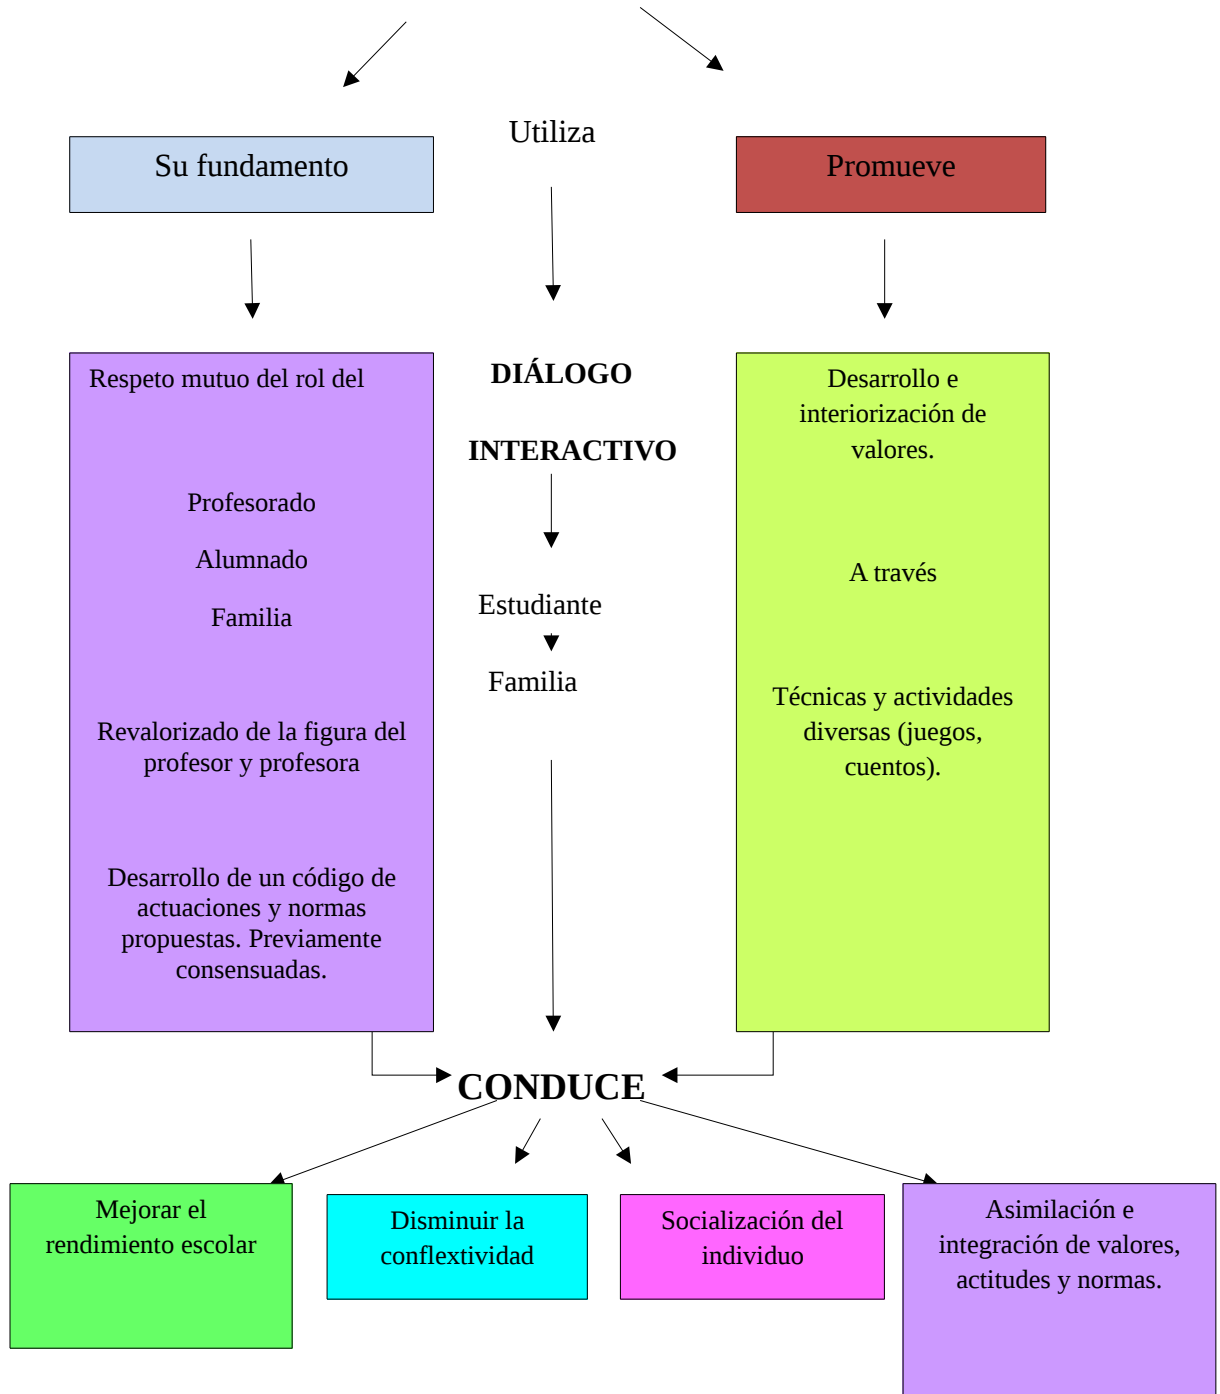 Su fundamento
Utiliza
Promueve
Respeto mutuo del rol del
Profesorado
Alumnado
Familia
Revalorizado de la figura del
profesor y profesora
Desarrollo de un código de
actuaciones y normas
propuestas. Previamente
consensuadas.
DIÁLOGO
INTERACTIVO
Estudiante
Familia
Desarrollo e
interiorización de
valores.
A través
Técnicas y actividades
diversas (juegos,
cuentos).
CONDUCE
Mejorar el
rendimiento escolar
Disminuir la
conflextividad
Socialización del
individuo
Asimilación e
integración de valores,
actitudes y normas.